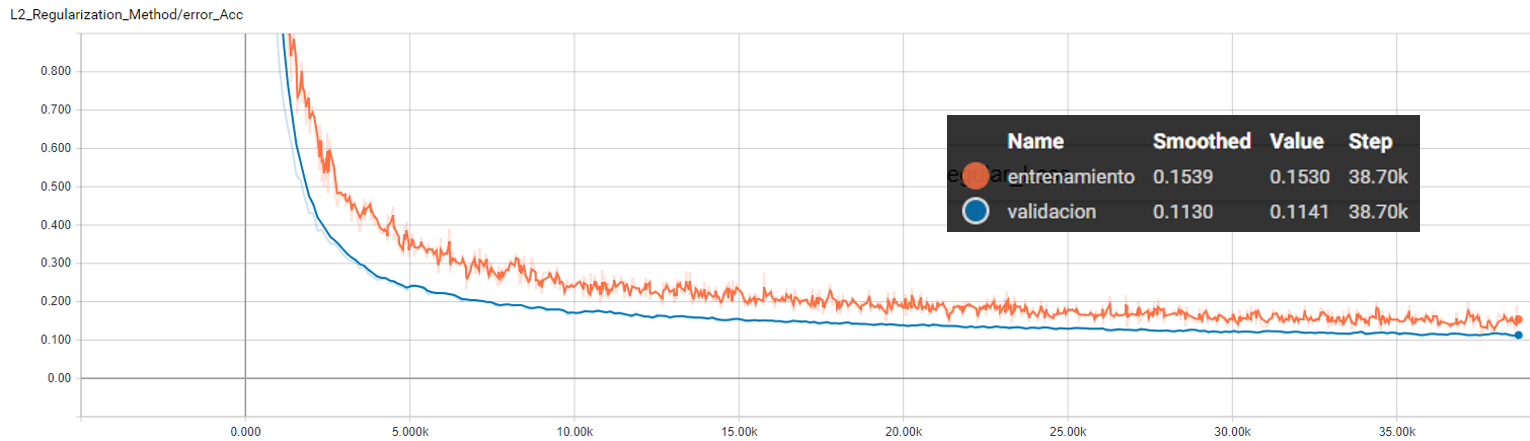 L2_Regularization_Method/error_Acc
0.800
0.700
0.600
0.500
0.400
0.300
0.200
0.100
0.00
0.000 5.000k 10.00k 15.00k 20.00k 25.00k 30.00k 35.00k
Name Smoothed Value Step
entrenamiento 0.1539 0.1530 38.70k
validacion 0.1130 0.1141 38.70k